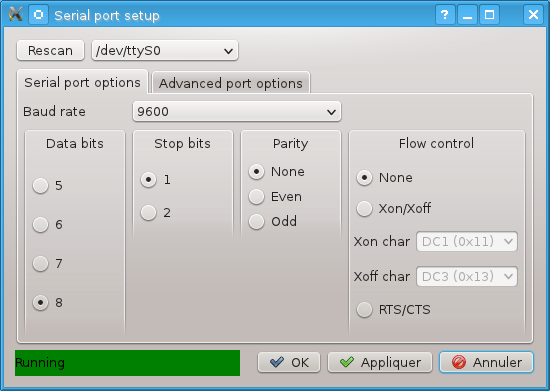 Serial port setup
Rescan /dev/ttyS0
Serial port options Advanced port options
Baud rate 9600
Data bits Stop bits Parity Flow control
5 1 None None
6 2 Even Xon/Xoff
7 Odd Xon char DC1 (0x11)
8 Xoff char DC3 (0x13)
RTS/CTS
Running OK Appliquer Annuler